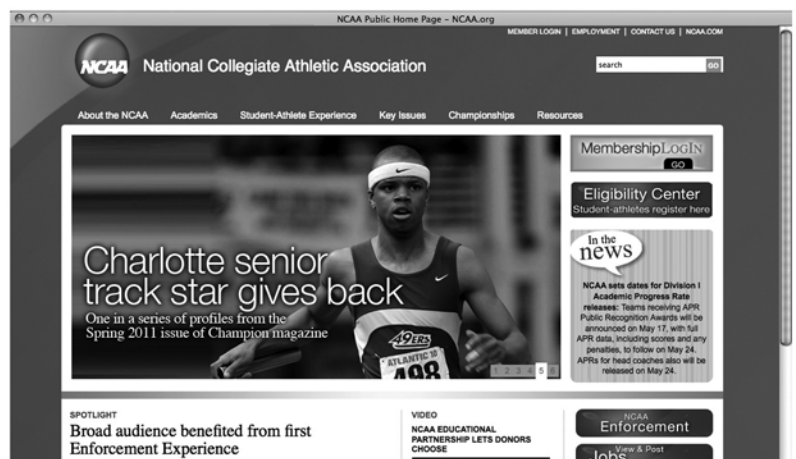 NCAA Public Home Page – NCAA.org
MEMBER LOGIN | EMPLOYMENT | CONTACT US | NCAA.COM
NCAA
National Collegiate Athletic Association
search
GO
About the NCAA Academics Student-Athlete Experience Key Issues Championships Resources
Charlotte senior
track star gives back
One in a series of profiles from the
Spring 2011 issue of Champion magazine
49ERS
ATLANTIC 10
498
1 2 3 4 5 6
MembershipLOGIN
GO
Eligibility Center
Student-athletes register here
In the
news
NCAA sets dates for Division I
Academic Progress Rate
releases: Teams receiving APR
Public Recognition Awards will be
announced on May 17, with full
APR data, including scores and any
penalties, to follow on May 24.
APRs for head coaches also will be
released on May 24.
SPOTLIGHT
Broad audience benefited from first
Enforcement Experience
VIDEO
NCAA EDUCATIONAL
PARTNERSHIP LETS DONORS
CHOOSE
NCAA
Enforcement
View & Post
Jobs